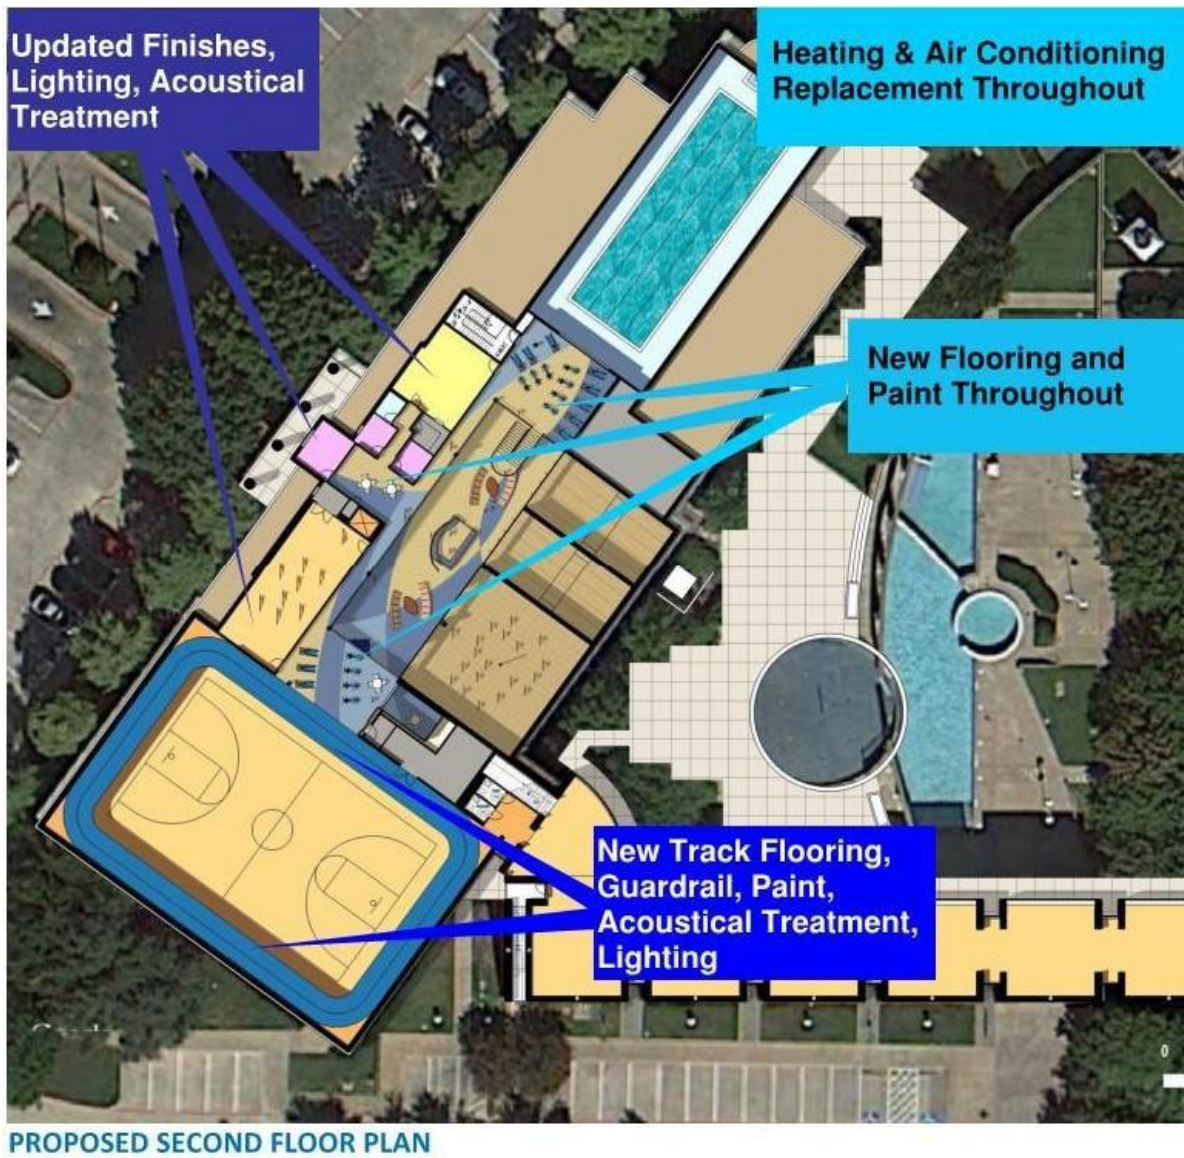 Updated Finishes,
Lighting, Acoustical
Treatment
Heating & Air Conditioning
Replacement Throughout
New Flooring and
Paint Throughout
New Track Flooring,
Guardrail, Paint,
Acoustical Treatment,
Lighting
0
PROPOSED SECOND FLOOR PLAN